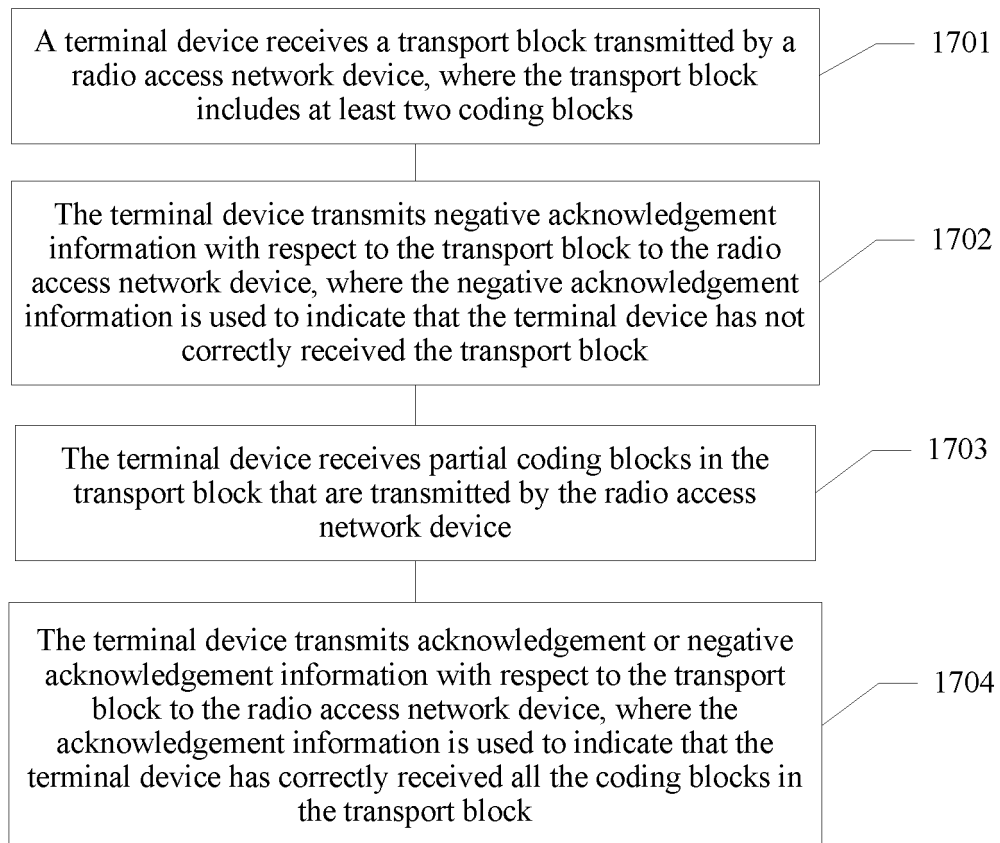 A terminal device receives a transport block transmitted by a
radio access network device, where the transport block
includes at least two coding blocks
1701
The terminal device transmits negative acknowledgement
information with respect to the transport block to the radio
access network device, where the negative acknowledgement
information is used to indicate that the terminal device has not
correctly received the transport block
1702
The terminal device receives partial coding blocks in the
transport block that are transmitted by the radio access
network device
1703
The terminal device transmits acknowledgement or negative
acknowledgement information with respect to the transport
block to the radio access network device, where the
acknowledgement information is used to indicate that the
terminal device has correctly received all the coding blocks in
the transport block
1704